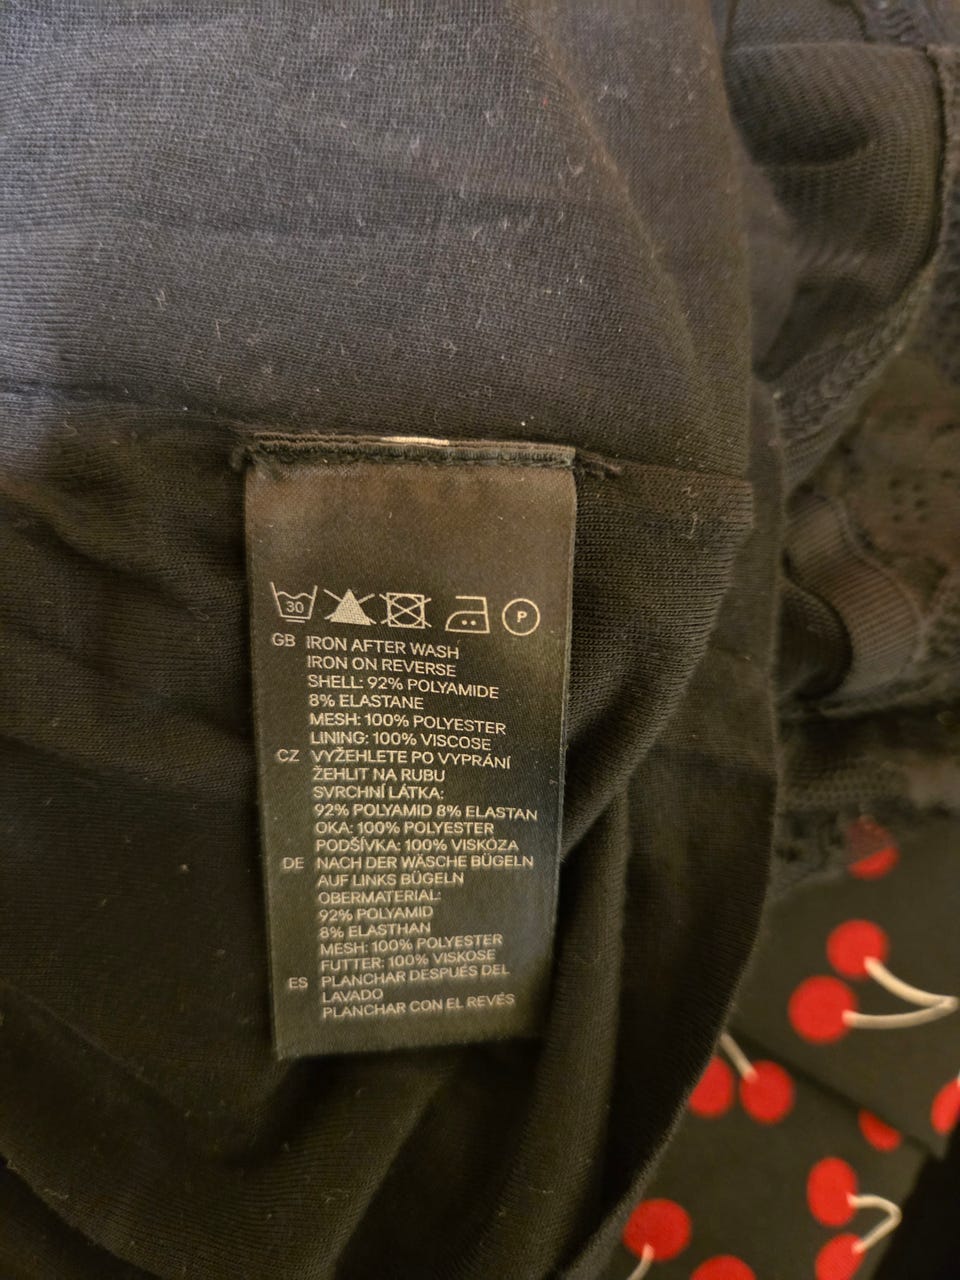 30
P
GB IRON AFTER WASH
IRON ON REVERSE
SHELL: 92% POLYAMIDE
8% ELASTANE
MESH: 100% POLYESTER
LINING: 100% VISCOSE
CZ VYŽEHLETE PO VYPRÁNÍ
ŽEHLIT NA RUBU
SVRCHNÍ LÁTKA:
92% POLYAMID 8% ELASTAN
OKA: 100% POLYESTER
PODŠÍVKA: 100% VISKÓZA
DE NACH DER WÄSCHE BÜGELN
AUF LINKS BÜGELN
OBERMATERIAL:
92% POLYAMID
8% ELASTHAN
MESH: 100% POLYESTER
FUTTER: 100% VISKOSE
ES PLANCHAR DESPUÉS DEL
LAVADO
PLANCHAR CON EL REVÉS